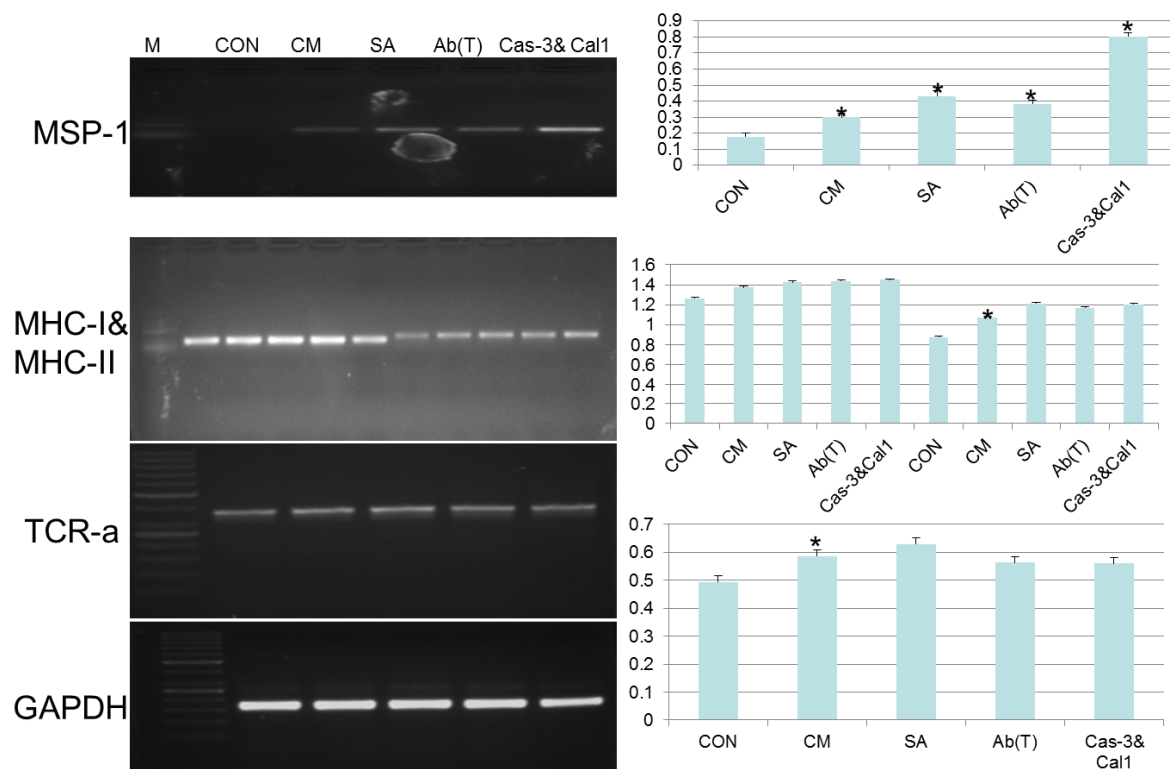 M CON CM SA Ab(T) Cas-3& Cal1
MSP-1
MHC-I&
MHC-II
TCR-a
GAPDH
0.9
0.8
0.7
0.6
0.5
0.4
0.3
0.2
0.1
0
* * * *
CON CM SA Ab(T) Cas-3&Cal1
1.6
1.4
1.2
1
0.8
0.6
0.4
0.2
0
*
CON CM SA Ab(T) Cas-3&Cal1 CON CM SA Ab(T) Cas-3&Cal1
0.7
0.6
0.5
0.4
0.3
0.2
0.1
0
*
CON CM SA Ab(T) Cas-3&
Cal1